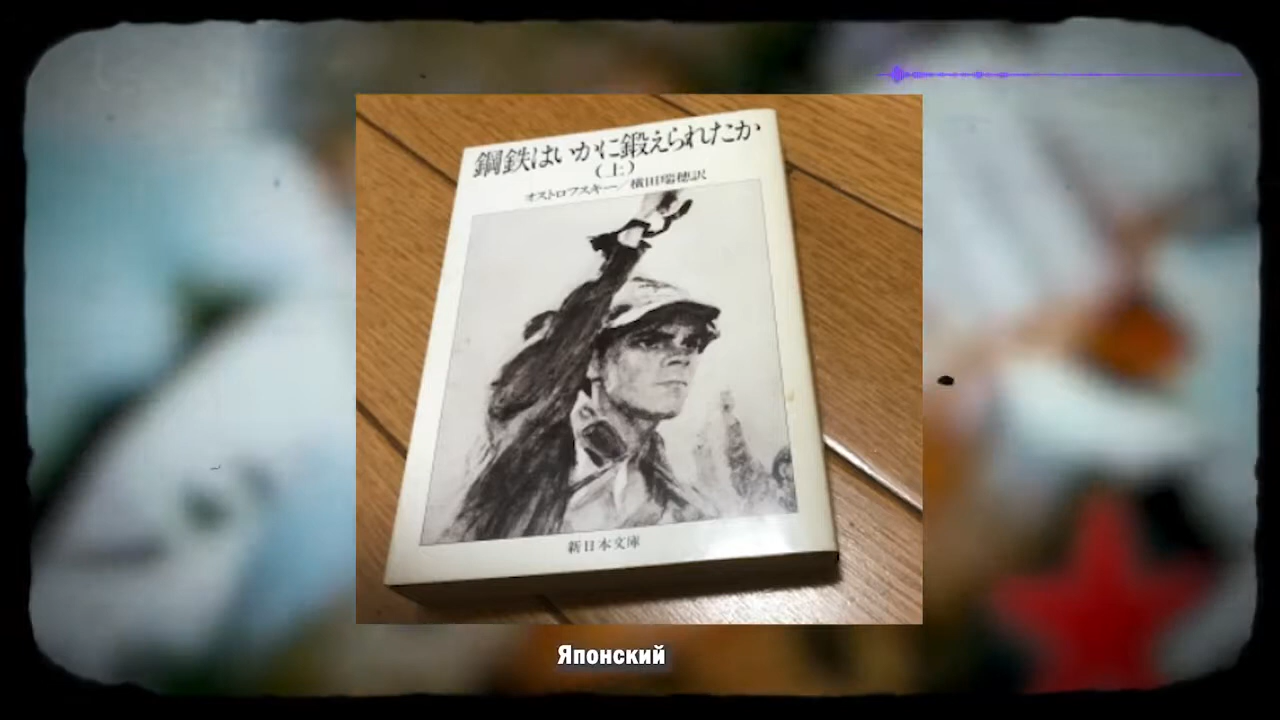 鋼鉄はいかに鍛えられたか
(上)
オストロフスキー/横田瑞穂訳
新日本文庫
Японский